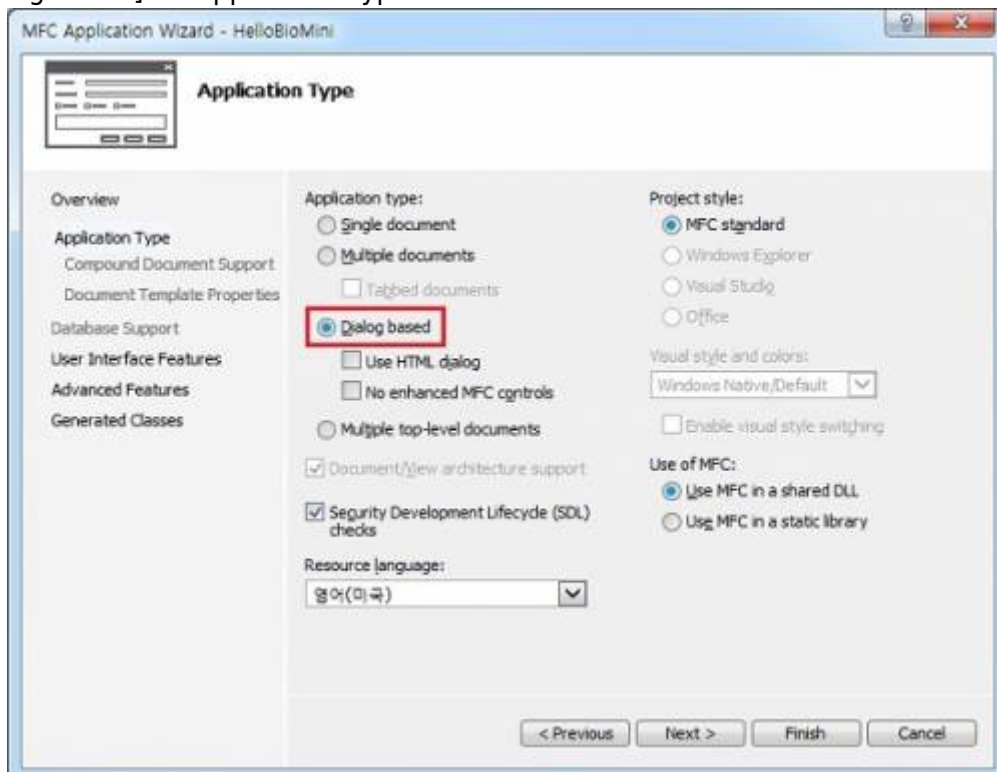 MFC Application Wizard - HelloBioMini
Application Type
Overview
Application Type
Compound Document Support
Document Template Properties
Database Support
User Interface Features
Advanced Features
Generated Classes
Application type:
Single document
Multiple documents
Tabbed documents
Dialog based
Use HTML dialog
No enhanced MFC controls
Multiple top-level documents
Document/View architecture support
Security Development Lifecycle (SDL)
checks
Resource language:
영어(미국)
Project style:
MFC standard
Windows Explorer
Visual Studio
Office
Visual style and colors:
Windows Native/Default
Enable visual style switching
Use of MFC:
Use MFC in a shared DLL
Use MFC in a static library
< Previous
Next >
Finish
Cancel